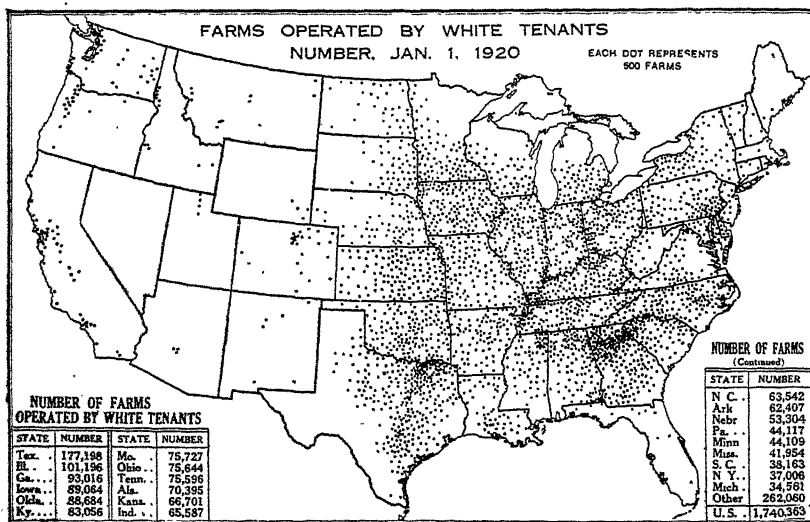 FARMS OPERATED BY WHITE TENANTS
NUMBER, JAN. 1, 1920
EACH DOT REPRESENTS
500 FARMS
NUMBER OF FARMS
OPERATED BY WHITE TENANTS
STATE NUMBER STATE NUMBER
Tex. 177,198 Mo. 75,727
Ill. 101,196 Ohio 75,644
Ga. 93,016 Tenn. 75,596
Iowa 89,064 Ala. 70,395
Okla. 88,684 Kans. 66,701
Ky. 83,056 Ind. 65,587
NUMBER OF FARMS
(Continued)
STATE NUMBER
N C. 63,542
Ark 62,407
Nebr 53,304
Pa. 44,117
Minn 44,109
Miss. 41,954
S. C. 38,163
N Y. 37,006
Mich 34,561
Other 262,060
U.S. 1,740,363